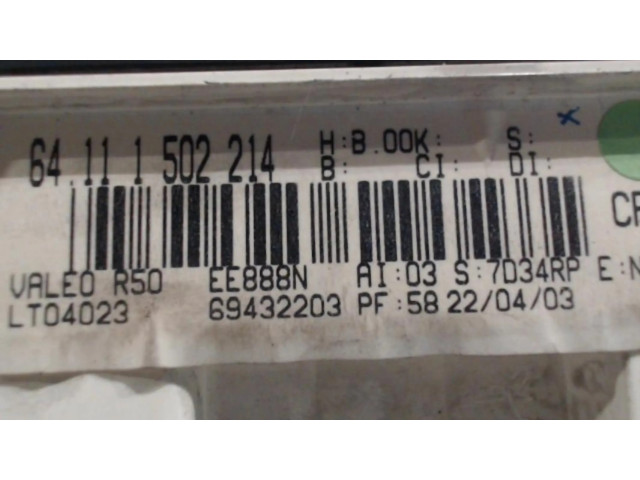 64.11 1 502 214 H:B.00K: S:
B: CI: DI:
VALEO R50 EE888N AI:03 S:7D34RP E:N
LT04023 69432203 PF:58 22/04/03